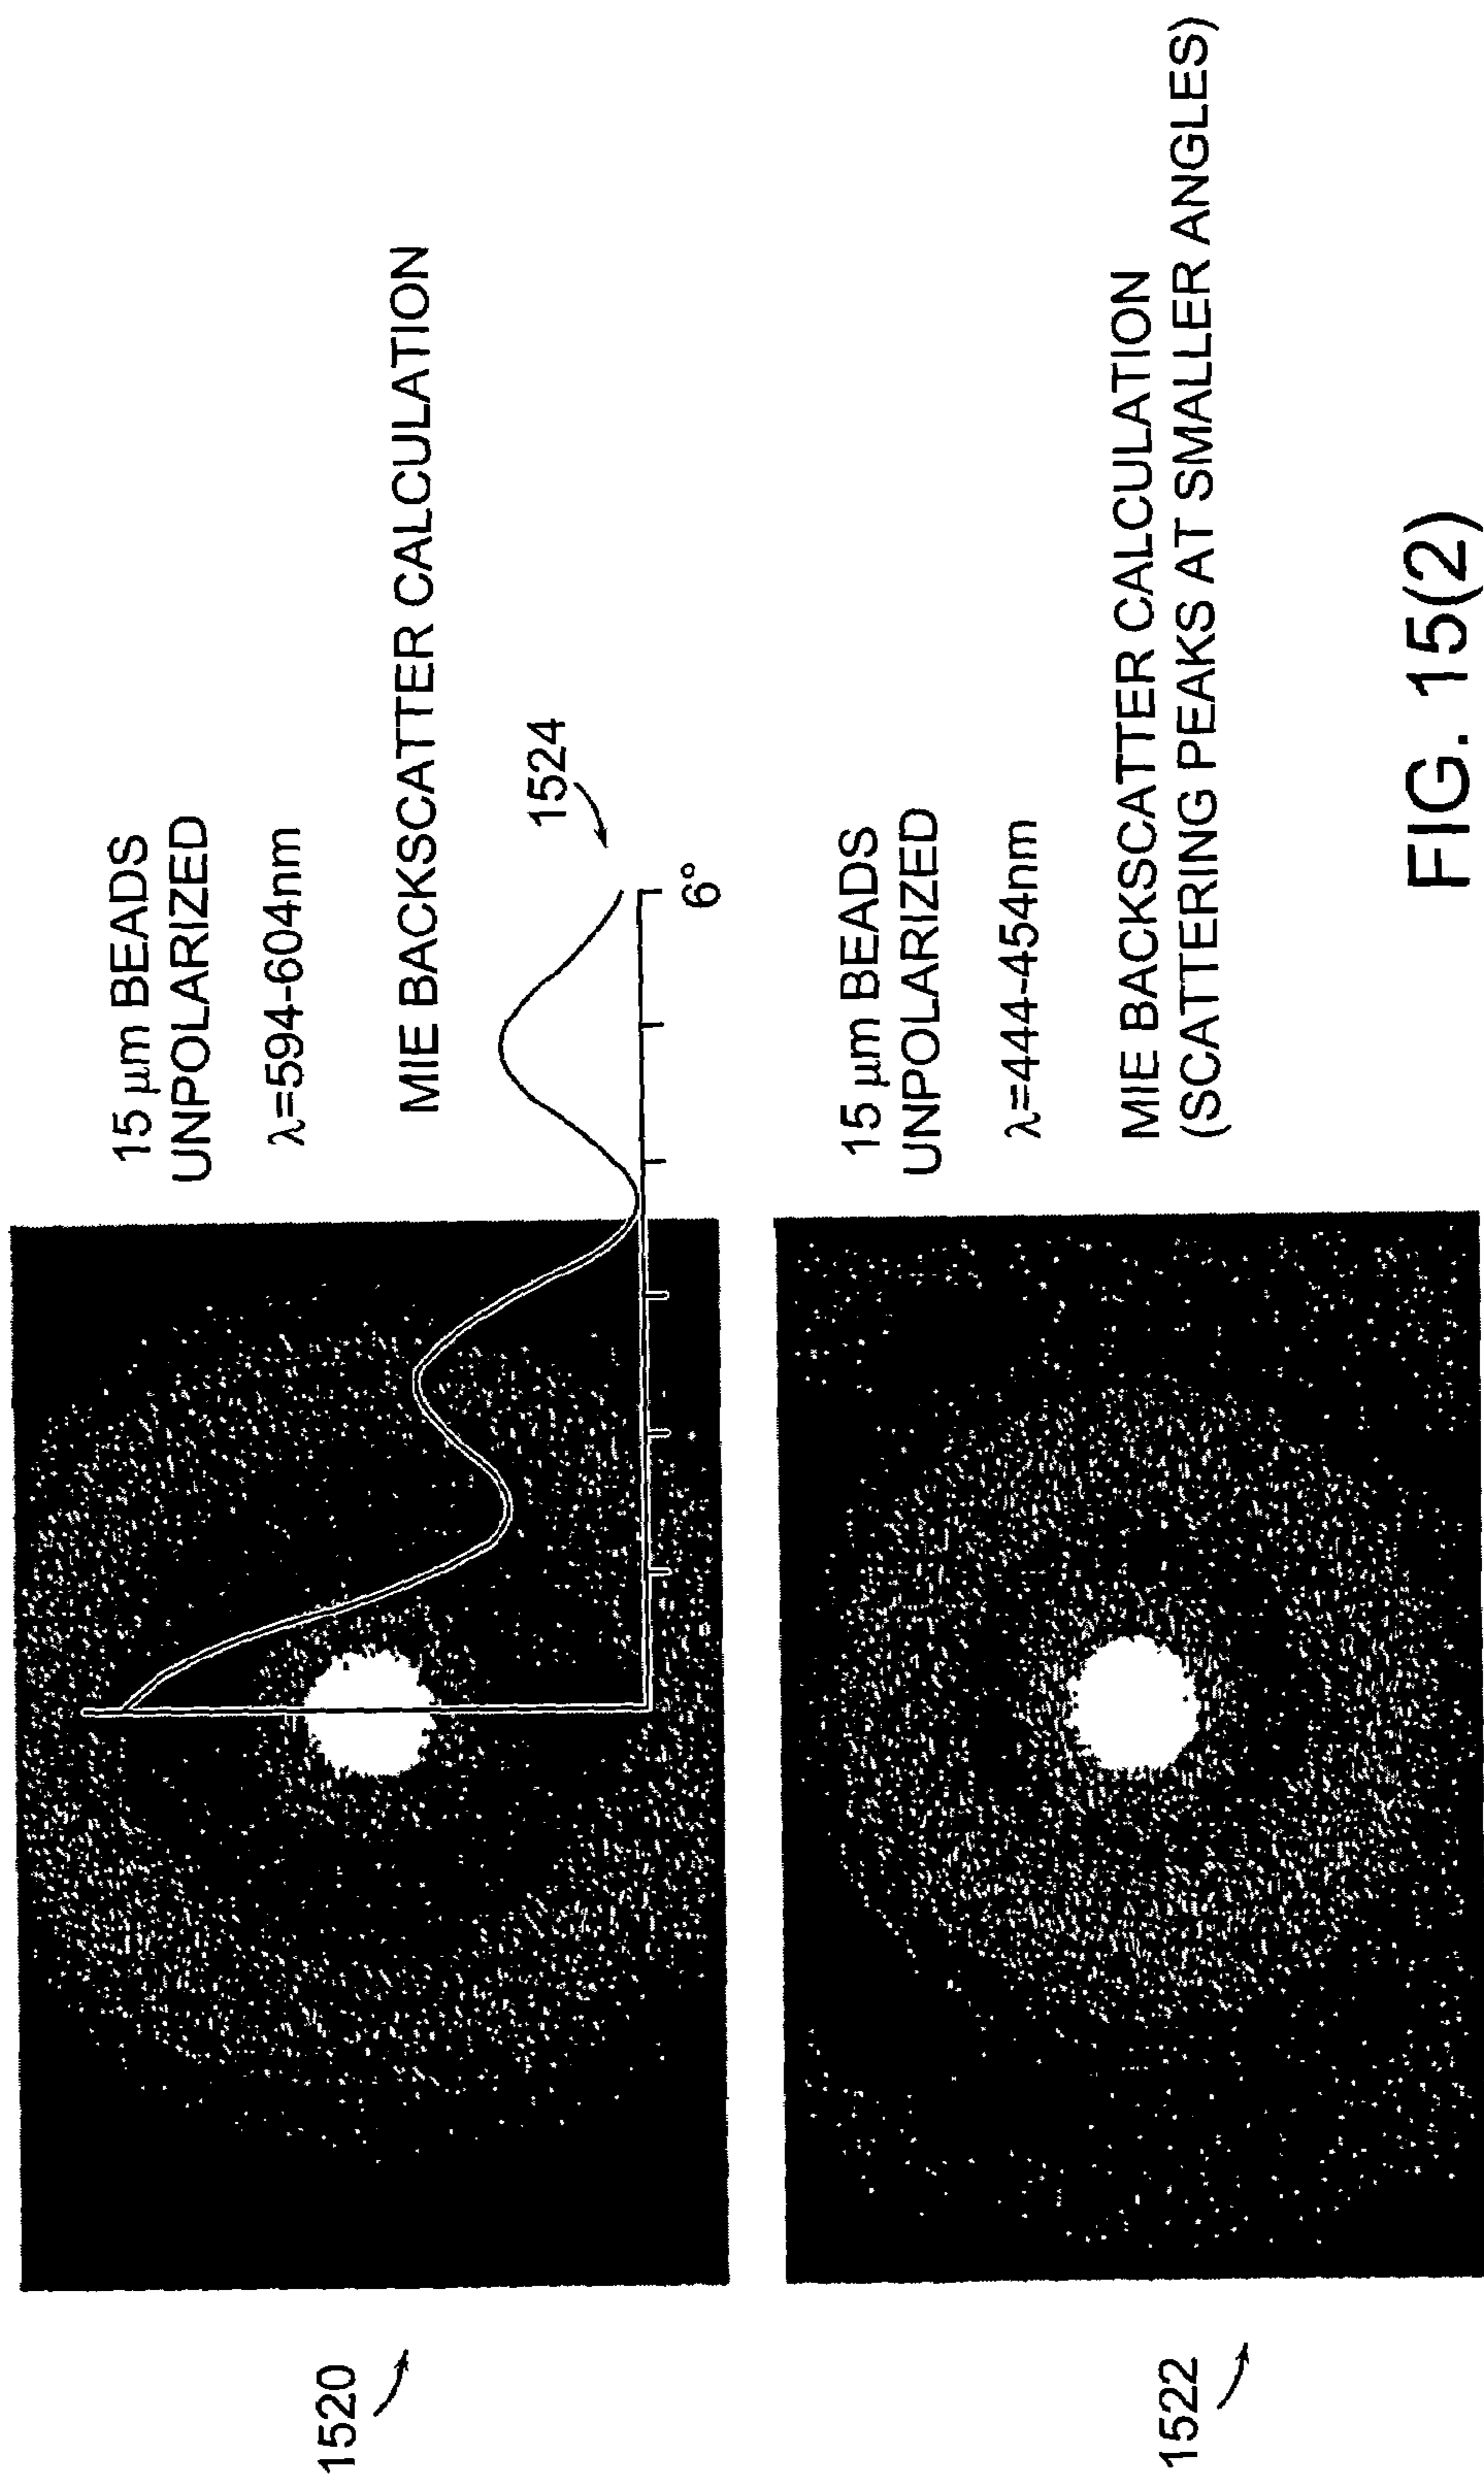 1520
15 µm BEADS
UNPOLARIZED
λ=594-604nm
MIE BACKSCATTER CALCULATION
1524
6°
1522
15 µm BEADS
UNPOLARIZED
λ=444-454nm
MIE BACKSCATTER CALCULATION
(SCATTERING PEAKS AT SMALLER ANGLES)
FIG. 15(2)